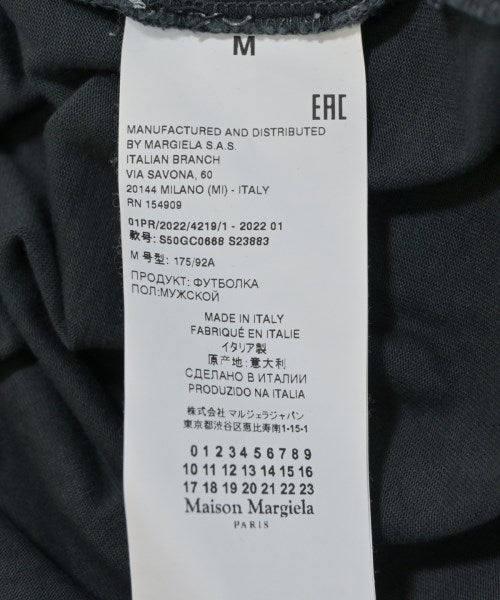 M
EAC
MANUFACTURED AND DISTRIBUTED
BY MARGIELA S.A.S.
ITALIAN BRANCH
VIA SAVONA, 60
20144 MILANO (MI) - ITALY
RN 154909
01PR/2022/4219/1 - 2022 01
款号: S50GC0668 S23883
M 号型: 175/92A
ПРОДУКТ: ФУТБОЛКА
ПОЛ:МУЖСКОЙ
MADE IN ITALY
FABRIQUÉ EN ITALIE
イタリア製
原产地: 意大利
СДЕЛАНО В ИТАЛИИ
PRODUZIDO NA ITALIA
株式会社 マルジェラジャパン
東京都渋谷区恵比寿南1-15-1
0 1 2 3 4 5 6 7 8 9
10 11 12 13 14 15 16
17 18 19 20 21 22 23
Maison Margiela
PARIS